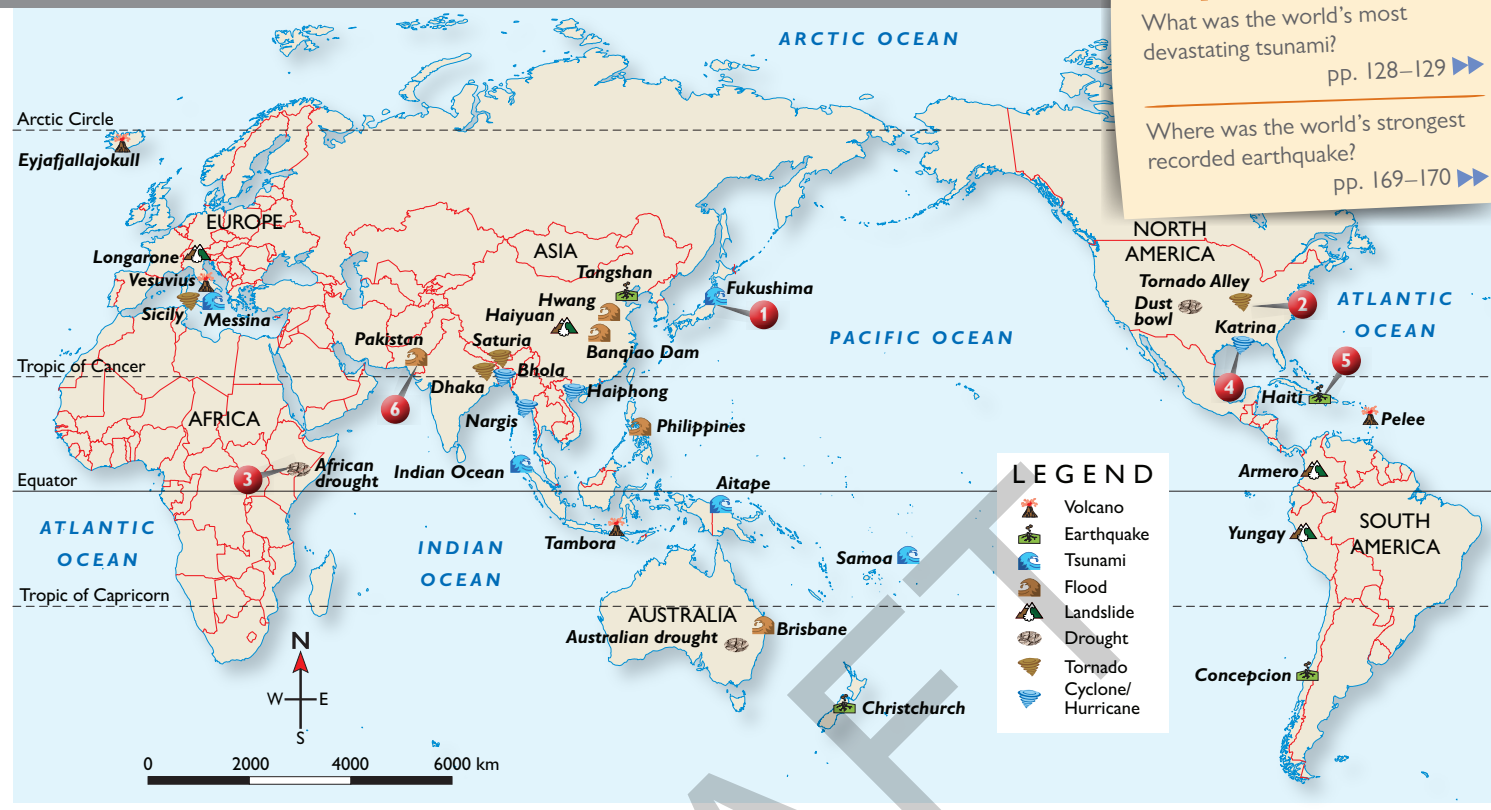 What was the world's most
devastating tsunami?
pp. 128–129
Where was the world's strongest
recorded earthquake?
pp. 169–170
ARCTIC OCEAN
Arctic Circle
Eyjafjallajokull
EUROPE
Longarone
Vesuvius
Sicily
Messina
ASIA
Tangshan
Hwang
Haiyuan
Banqiao Dam
Fukushima
1
Pakistan
Saturia
Dhaka
Bhola
Haiphong
Nargis
6
Tropic of Cancer
AFRICA
Philippines
Indian Ocean
3
African
drought
Equator
Aitape
Tambora
ATLANTIC
OCEAN
INDIAN
OCEAN
PACIFIC OCEAN
Samoa
Tropic of Capricorn
AUSTRALIA
Australian drought
Brisbane
Christchurch
NORTH
AMERICA
Tornado Alley
Dust
bowl
2
Katrina
ATLANTIC
OCEAN
4
5
Haiti
Pelee
Armero
Yungay
SOUTH
AMERICA
Concepcion
LEGEND
Volcano
Earthquake
Tsunami
Flood
Landslide
Drought
Tornado
Cyclone/
Hurricane
N
W
E
S
0 2000 4000 6000 km